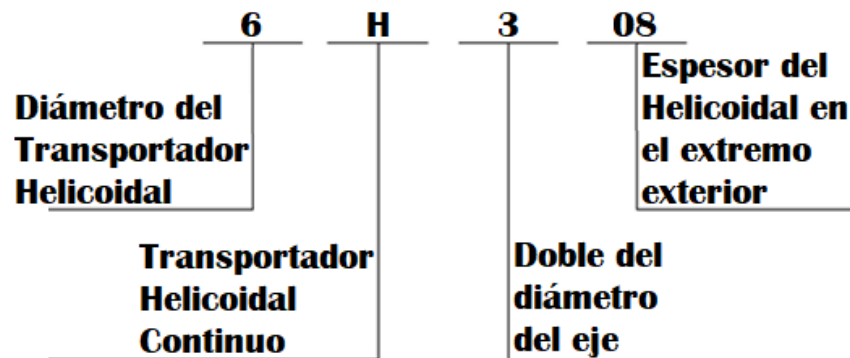 6 H 3 08
Diámetro del
Transportador
Helicoidal
Espesor del
Helicoidal en
el extremo
exterior
Transportador
Helicoidal
Continuo
Doble del
diámetro
del eje